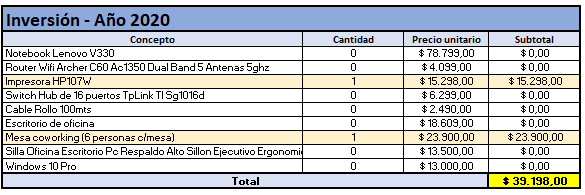 Inversión - Año 2020
Concepto Cantidad Precio unitario Subtotal
Notebook Lenovo V330 0 $ 78.799,00 $ 0,00
Router Wifi Archer C60 Ac1350 Dual Band 5 Antenas 5ghz 0 $ 4.099,00 $ 0,00
Impresora HP107W 1 $ 15.298,00 $ 15.298,00
Switch Hub de 16 puertos TpLink Tl Sg1016d 0 $ 6.299,00 $ 0,00
Cable Rollo 100mts 0 $ 2.490,00 $ 0,00
Escritorio de oficina 0 $ 18.609,00 $ 0,00
Mesa coworking (6 personas c/mesa) 1 $ 23.900,00 $ 23.900,00
Silla Oficina Escritorio Pc Respaldo Alto Sillon Ejecutivo Ergonomi 0 $ 13.500,00 $ 0,00
Windows 10 Pro 0 $ 13.000,00 $ 0,00
Total $ 39.198,00